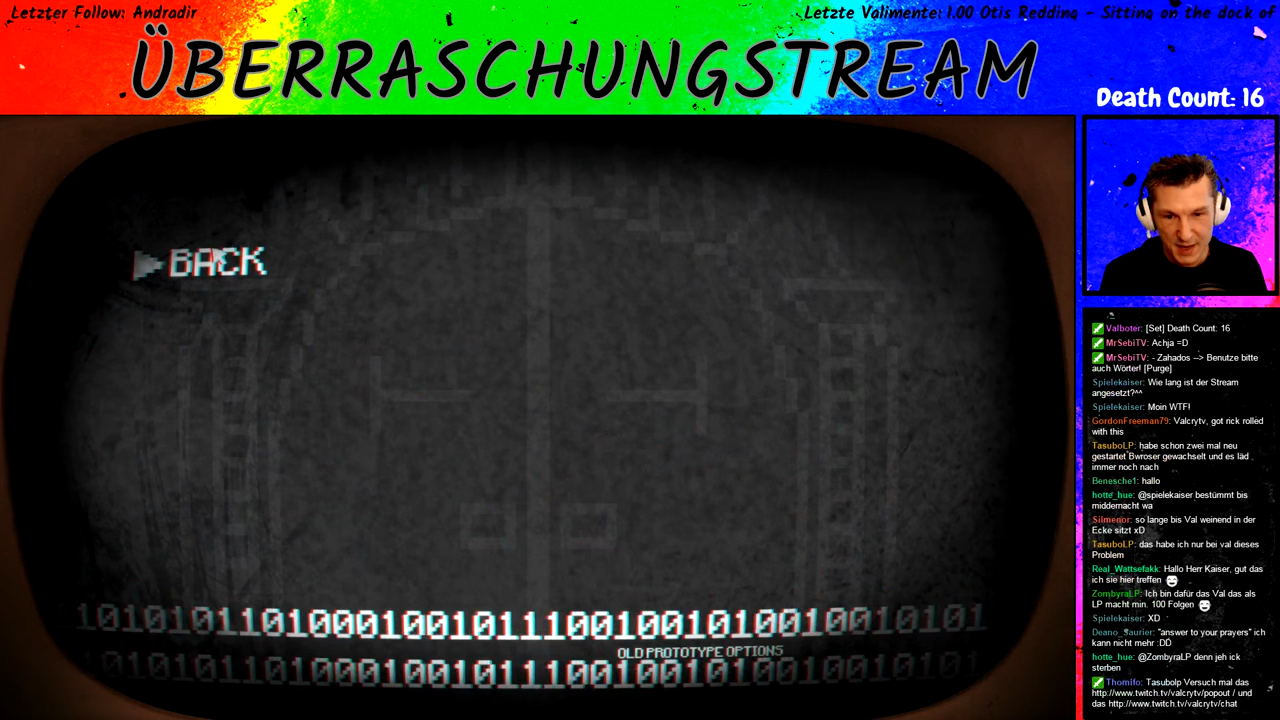 Letzter Follow: Andradir
Letzte Valimente: 1.00 Otis Redding - Sitting on the dock of
ÜBERRASCHUNGSTREAM
Death Count: 16
BACK
Valboter: [Set] Death Count: 16
MrSebiTV: Achja =D
MrSebiTV: - Zahados --> Benutze bitte
auch Wörter! [Purge]
Spielekaiser: Wie lang ist der Stream
angesetzt?^^
Spielekaiser: Moin WTF!
GordonFreeman79: Valcrytv, got rick rolled
with this
TasuboLP: habe schon zwei mal neu
gestartet Bwroser gewachselt und es läd
immer noch nach
Benesche1: hallo
hotte_hue: @spielekaiser bestümmt bis
middernacht wa
Silmenor: so lange bis Val weinend in der
Ecke sitzt xD
TasuboLP: das habe ich nur bei val dieses
Problem
Real_Wattsefakk: Hallo Herr Kaiser, gut das
ich sie hier treffen
ZombyraLP: Ich bin dafür das Val das als
LP macht min. 100 Folgen
Spielekaiser: XD
Deano_Saurier: "answer to your prayers" ich
kann nicht mehr :DD
hotte_hue: @ZombyraLP denn jeh ick
sterben
Thomifo: Tasubolp Versuch mal das
http://www.twitch.tv/valcrytv/popout / und
das http://www.twitch.tv/valcrytv/chat
1010101101000100101110010010100100010101
OLD PROTOTYPE OPTIONS